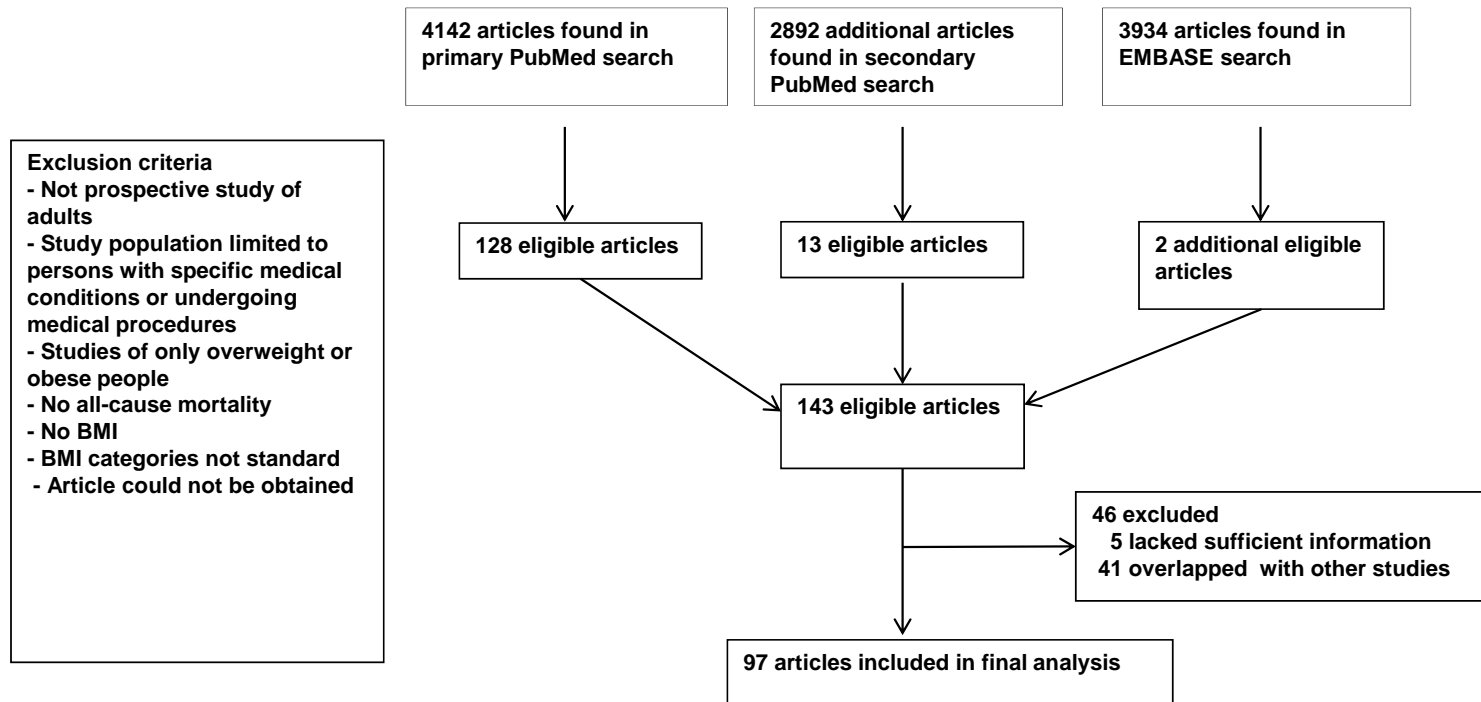 4142 articles found in
primary PubMed search
2892 additional articles
found in secondary
PubMed search
3934 articles found in
EMBASE search
Exclusion criteria
- Not prospective study of
adults
- Study population limited to
persons with specific medical
conditions or undergoing
medical procedures
- Studies of only overweight or
obese people
- No all-cause mortality
- No BMI
- BMI categories not standard
- Article could not be obtained
128 eligible articles
13 eligible articles
2 additional eligible
articles
143 eligible articles
46 excluded
5 lacked sufficient information
41 overlapped with other studies
97 articles included in final analysis